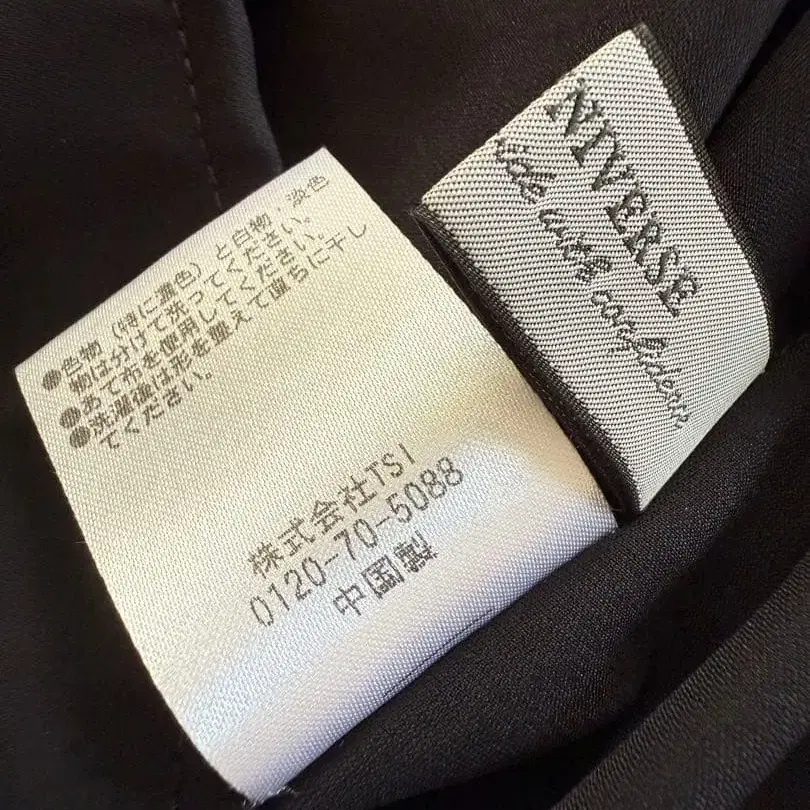 ●色物(特に濃色)と白物・淡色
物は分けて洗ってください。
●あて布を使用してください。
●洗濯後は形を整えて直ちに干し
てください。
株式会社TSI
0120-70-5088
中国製
NIVERSE
ide with confidenc